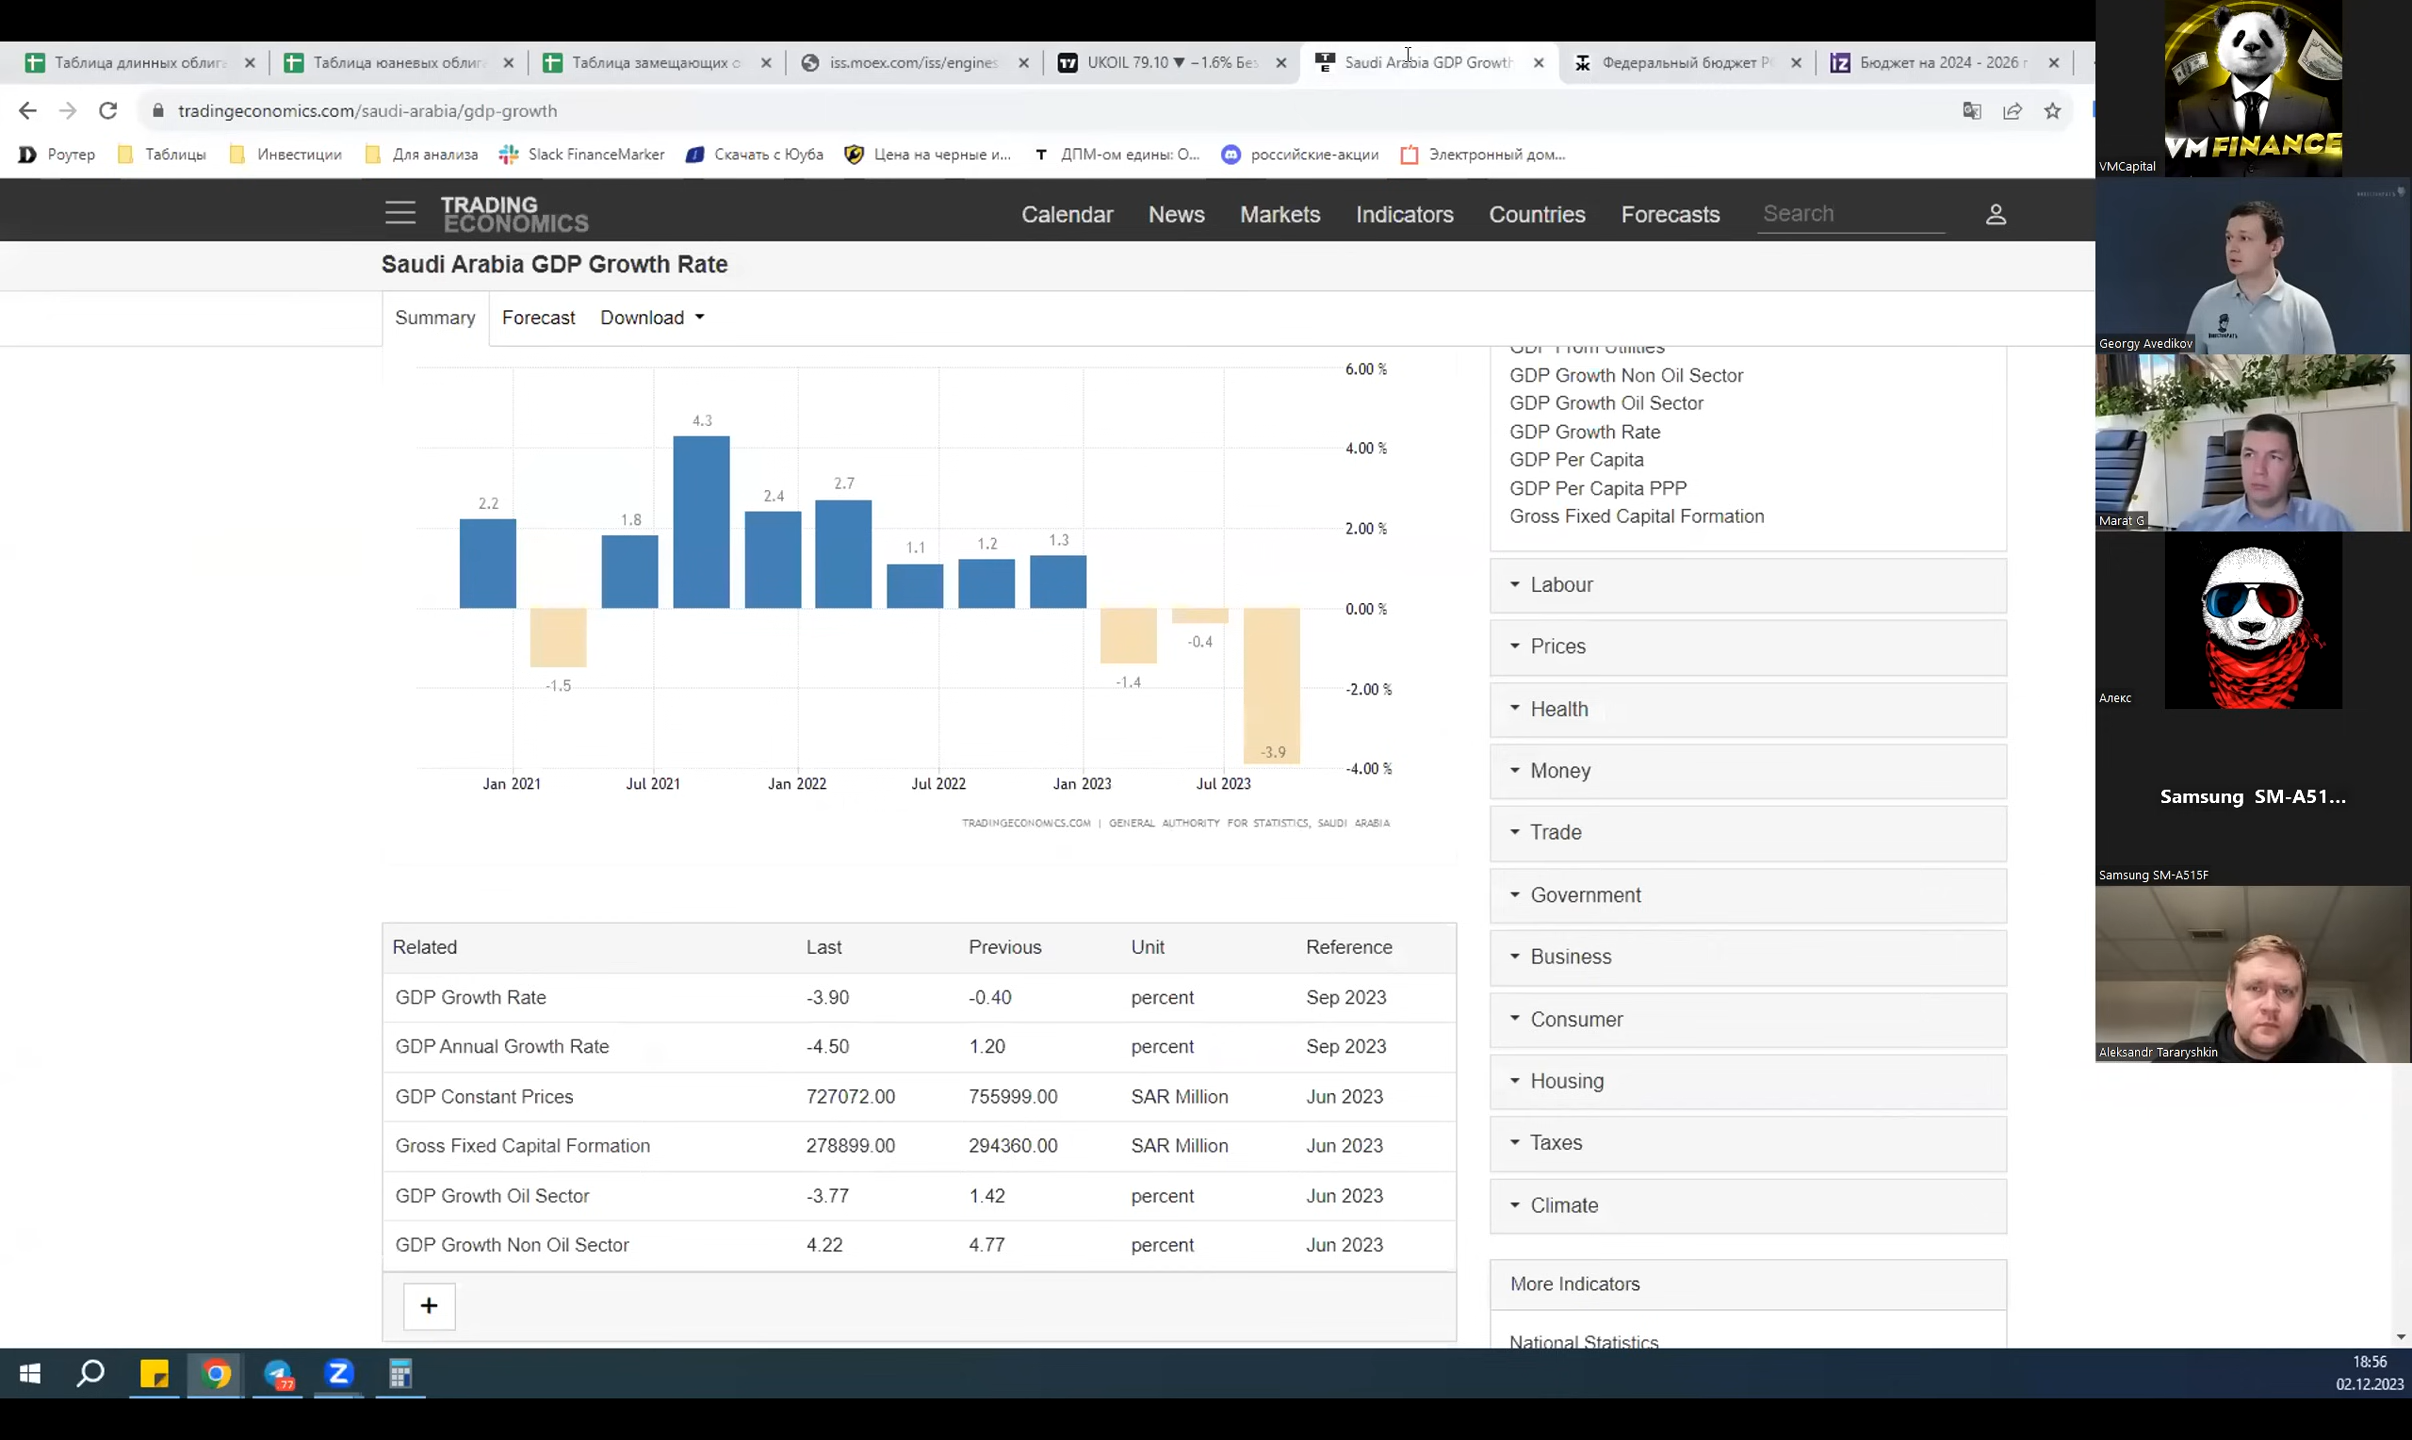 Таблица длинных облига
Таблица юаневых облиг
Таблица замещающих о
iss.moex.com/iss/engines
UKOIL 79.10 ▼ −1.6% Бе
Saudi Arabia GDP Growth
Федеральный бюджет Р
Бюджет на 2024 - 2026 г
tradingeconomics.com/saudi-arabia/gdp-growth
Роутер
Таблицы
Инвестиции
Для анализа
Slack FinanceMarker
Скачать с Юуба
Цена на черные и...
ДПМ-ом едины: О...
российские-акции
Электронный дом...
TRADING
ECONOMICS
Calendar
News
Markets
Indicators
Countries
Forecasts
Search
Saudi Arabia GDP Growth Rate
Summary
Forecast
Download
6.00 %
4.00 %
2.00 %
0.00 %
-2.00 %
-4.00 %
2.2
-1.5
1.8
4.3
2.4
2.7
1.1
1.2
1.3
-1.4
-0.4
-3.9
Jan 2021
Jul 2021
Jan 2022
Jul 2022
Jan 2023
Jul 2023
TRADINGECONOMICS.COM | GENERAL AUTHORITY FOR STATISTICS, SAUDI ARABIA
Related Last Previous Unit Reference
GDP Growth Rate -3.90 -0.40 percent Sep 2023
GDP Annual Growth Rate -4.50 1.20 percent Sep 2023
GDP Constant Prices 727072.00 755999.00 SAR Million Jun 2023
Gross Fixed Capital Formation 278899.00 294360.00 SAR Million Jun 2023
GDP Growth Oil Sector -3.77 1.42 percent Jun 2023
GDP Growth Non Oil Sector 4.22 4.77 percent Jun 2023
+
GDP From Utilities
GDP Growth Non Oil Sector
GDP Growth Oil Sector
GDP Growth Rate
GDP Per Capita
GDP Per Capita PPP
Gross Fixed Capital Formation
Labour
Prices
Health
Money
Trade
Government
Business
Consumer
Housing
Taxes
Climate
More Indicators
National Statistics
VM FINANCE
VMCapital
Georgy Avedikov
Marat G
Алекс
Samsung SM-A51...
Samsung SM-A515F
Aleksandr Tararyshkin
77
18:56
02.12.2023